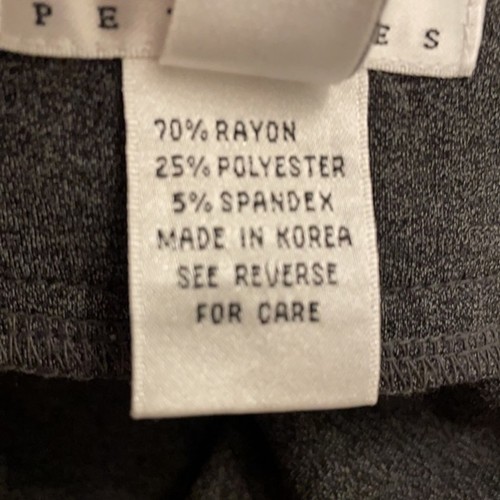 P E
E S
70% RAYON
25% POLYESTER
5% SPANDEX
MADE IN KOREA
SEE REVERSE
FOR CARE